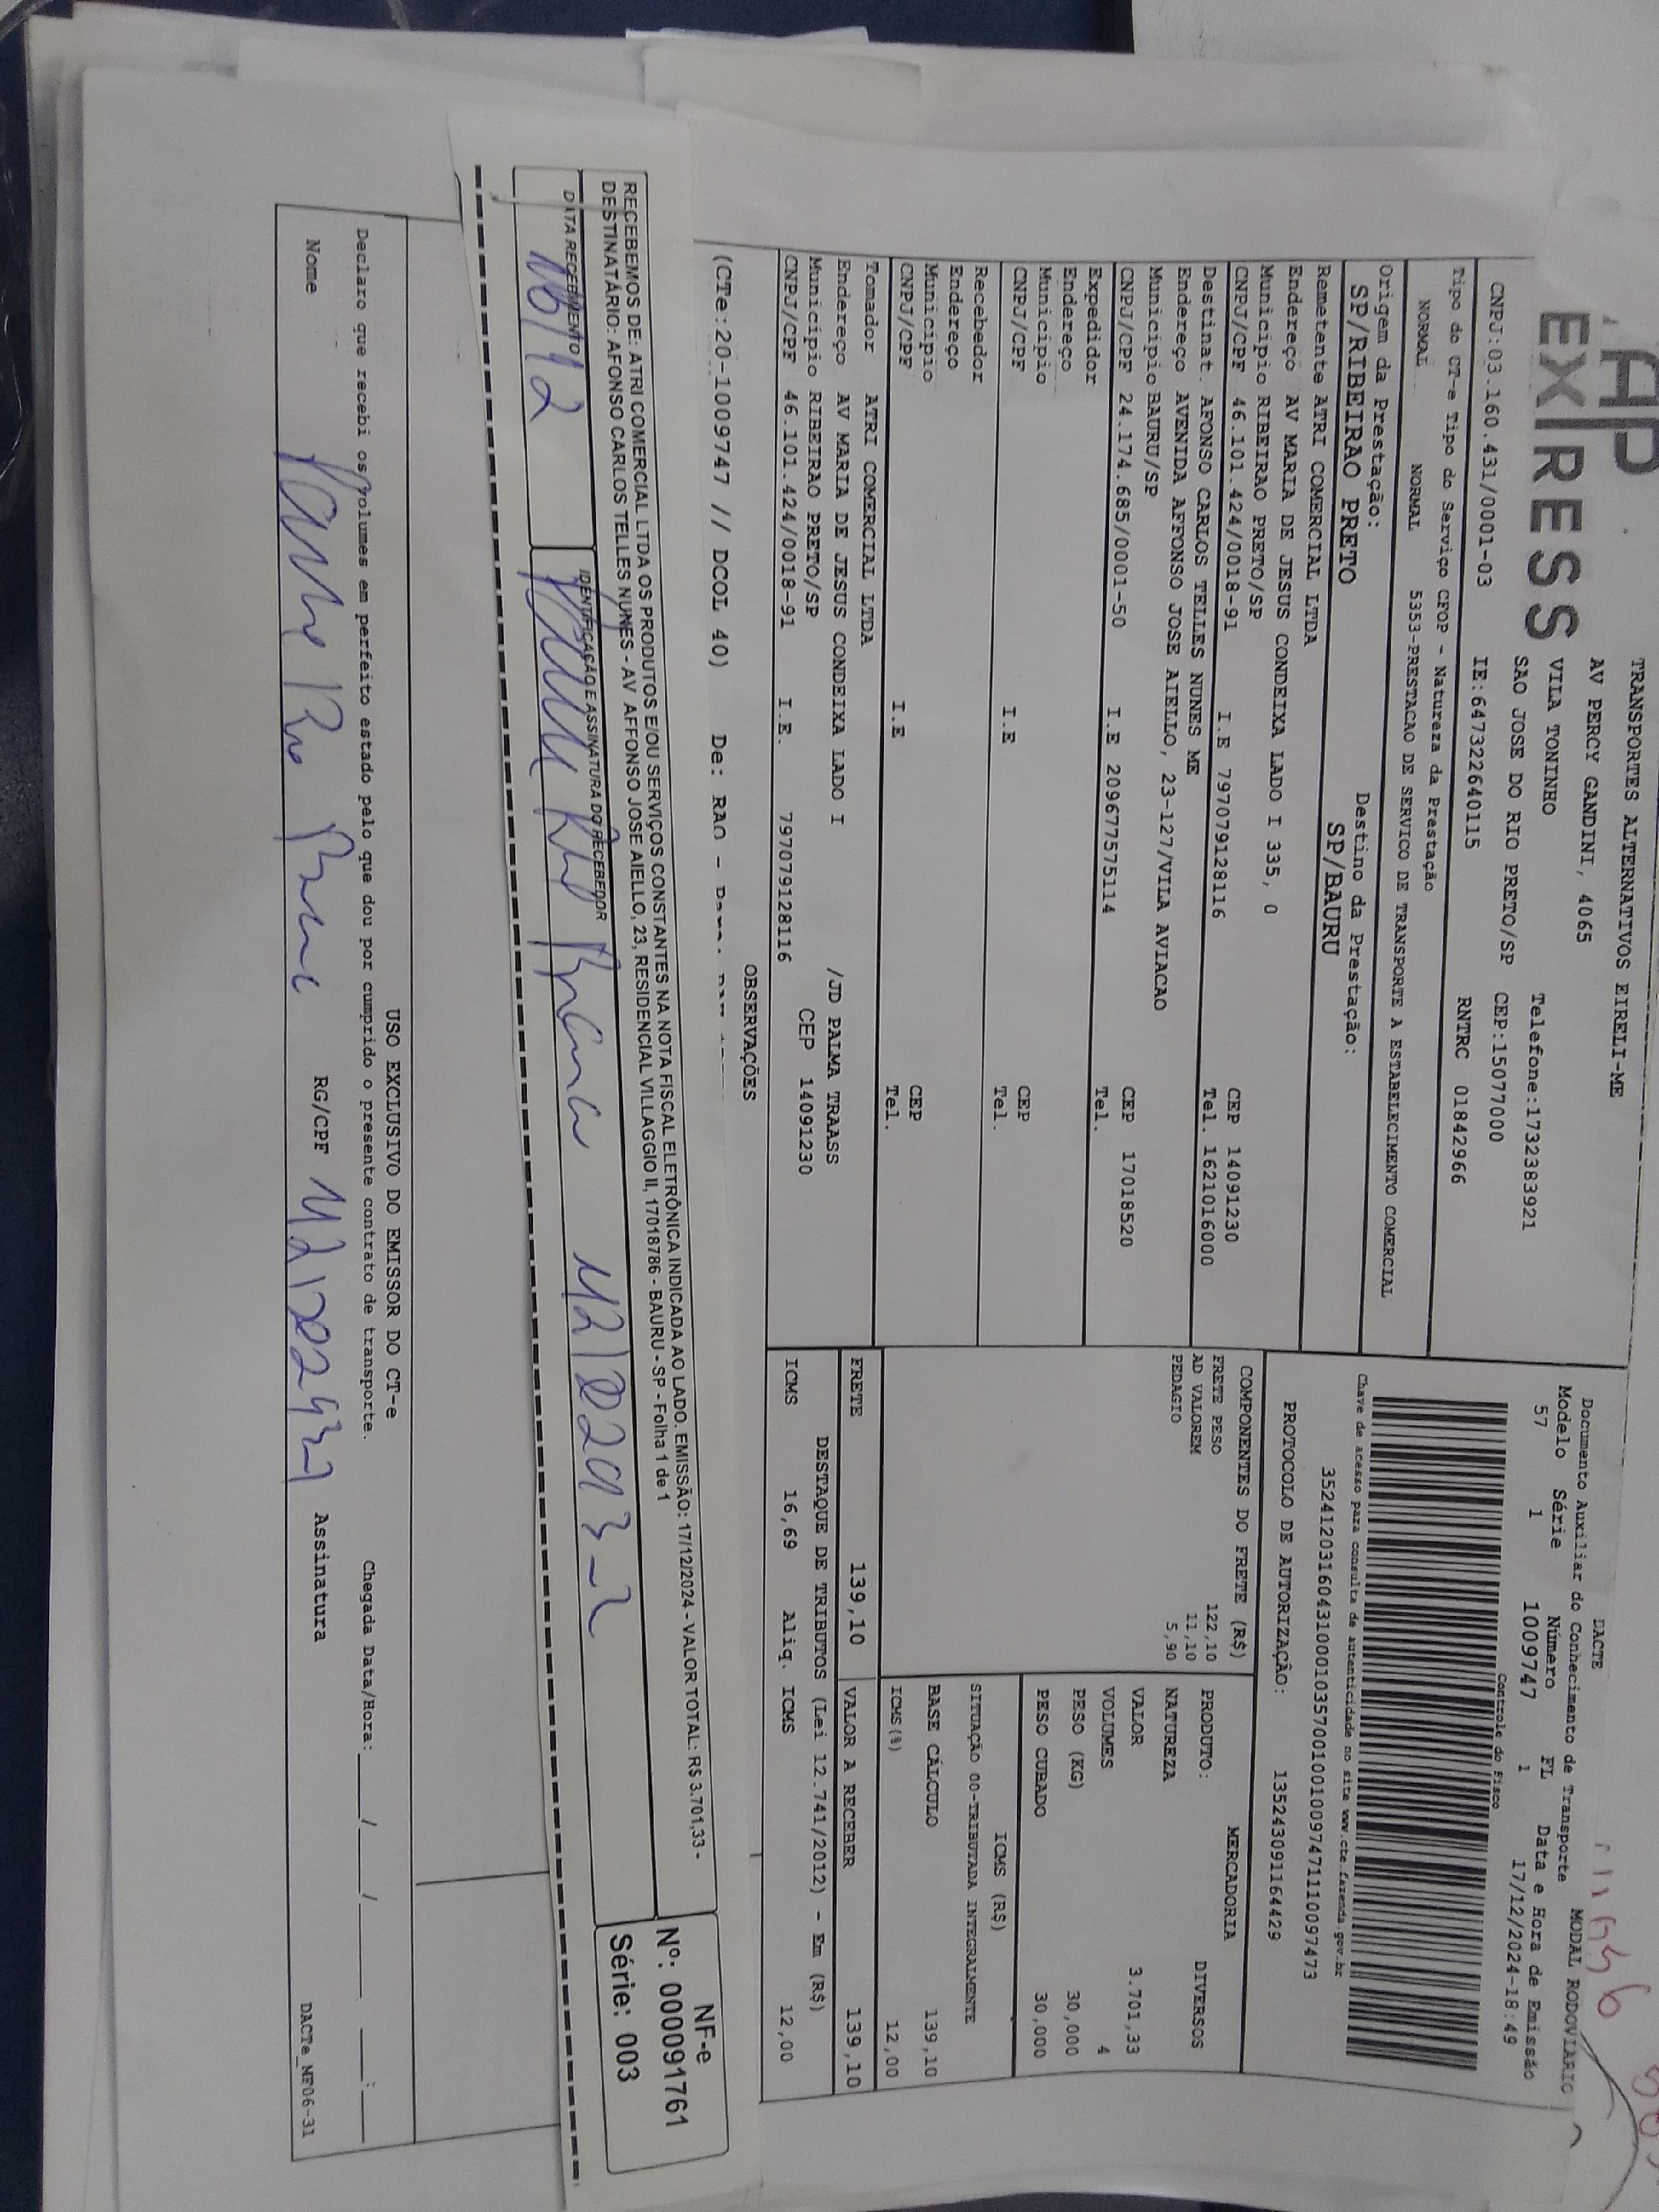 AP
EXPRESS
TRANSPORTES ALTERNATIVOS EIRELI-ME
AV PERCY GANDINI, 4065
VILA TONINHO Telefone:1732383921
SAO JOSE DO RIO PRETO/SP CEP:15077000
CNPJ:03.160.431/0001-03 IE:647322640115 RNTRC 01842966
Tipo do CT-e Tipo do Serviço CFOP - Natureza da Prestação
NORMAL NORMAL 5353-PRESTACAO DE SERVICO DE TRANSPORTE A ESTABELECIMENTO COMERCIAL
Origem da Prestação: Destino da Prestação:
SP/RIBEIRAO PRETO SP/BAURU
Remetente ATRI COMERCIAL LTDA
Endereço AV MARIA DE JESUS CONDEIXA LADO I 335, 0
Municipio RIBEIRAO PRETO/SP CEP 14091230
CNPJ/CPF 46.101.424/0018-91 I.E 797079128116 Tel. 1621016000
Destinat. AFONSO CARLOS TELLES NUNES ME
Endereço AVENIDA AFFONSO JOSE AIELLO, 23-127/VILA AVIACAO
Municipio BAURU/SP CEP 17018520
CNPJ/CPF 24.174.685/0001-50 I.E 209677575114 Tel.
Expedidor
Endereço
Municipio CEP
CNPJ/CPF I.E Tel.
Recebedor
Endereço
Municipio CEP
CNPJ/CPF I.E Tel.
Tomador ATRI COMERCIAL LTDA
Endereço AV MARIA DE JESUS CONDEIXA LADO I /JD PALMA TRAASS
Municipio RIBEIRAO PRETO/SP CEP 14091230
CNPJ/CPF 46.101.424/0018-91 I.E. 797079128116
DACTE MODAL RODOVIARIO
Documento Auxiliar do Conhecimento de Transporte
Modelo Série Número FL Data e Hora de Emissão
57 1 1009747 1 17/12/2024-18:49
Controle do Fisco
Chave de acesso para consulta de autenticidade no site www.cte.fazenda.gov.br
35241203160431000103570010010097471110097473
PROTOCOLO DE AUTORIZAÇÃO: 135243091164429
COMPONENTES DO FRETE (R$)
FRETE PESO 122,10
AD VALOREM 11,10
PEDAGIO 5,90
MERCADORIA
PRODUTO: DIVERSOS
NATUREZA
VALOR 3.701,33
VOLUMES 4
PESO (KG) 30,000
PESO CUBADO 30,000
ICMS (R$)
SITUAÇÃO 00-TRIBUTADA INTEGRALMENTE
BASE CÁLCULO 139,10
ICMS(%) 12,00
FRETE 139,10 VALOR A RECEBER 139,10
DESTAQUE DE TRIBUTOS (Lei 12.741/2012) - Em (R$)
ICMS 16,69 Aliq. ICMS 12,00
OBSERVAÇÕES
(CTe:20-1009747 // DCOL 40) De: RAO -
RECEBEMOS DE: ATRI COMERCIAL LTDA OS PRODUTOS E/OU SERVIÇOS CONSTANTES NA NOTA FISCAL ELETRÔNICA INDICADA AO LADO. EMISSÃO: 17/12/2024 - VALOR TOTAL: R$ 3.701,33 -
DESTINATÁRIO: AFONSO CARLOS TELLES NUNES - AV AFFONSO JOSE AIELLO, 23, RESIDENCIAL VILLAGGIO II, 17018786 - BAURU - SP - Folha 1 de 1
DATA RECEBIMENTO IDENTIFICAÇÃO E ASSINATURA DO RECEBEDOR
NF-e
Nº: 000091761
Série: 003
USO EXCLUSIVO DO EMISSOR DO CT-e
Declaro que recebi os volumes em perfeito estado pelo que dou por cumprido o presente contrato de transporte. Chegada Data/Hora:____/____/______ ___:___
Nome RG/CPF Assinatura
DACTe_MF06-31